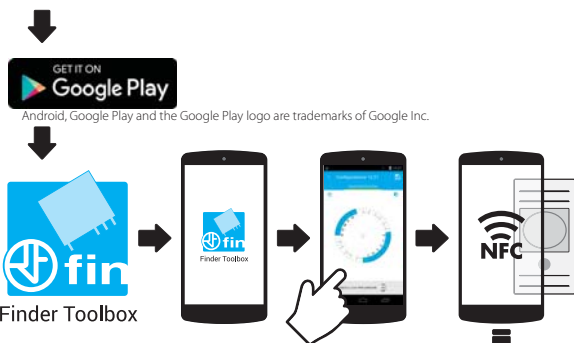 GET IT ON
Google Play
Android, Google Play and the Google Play logo are trademarks of Google Inc.
fin
Finder Toolbox
fin
Finder Toolbox
NFC